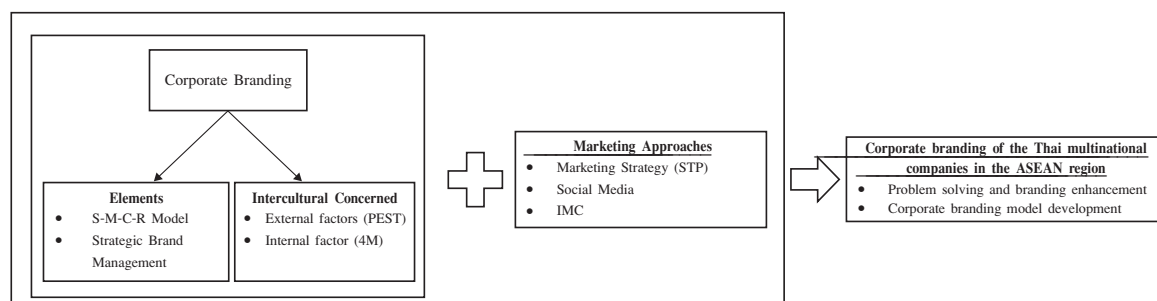 Corporate Branding
Elements
• S-M-C-R Model
• Strategic Brand
Management
Intercultural Concerned
• External factors (PEST)
• Internal factor (4M)
Marketing Approaches
• Marketing Strategy (STP)
• Social Media
• IMC
Corporate branding of the Thai multinational
companies in the ASEAN region
• Problem solving and branding enhancement
• Corporate branding model development